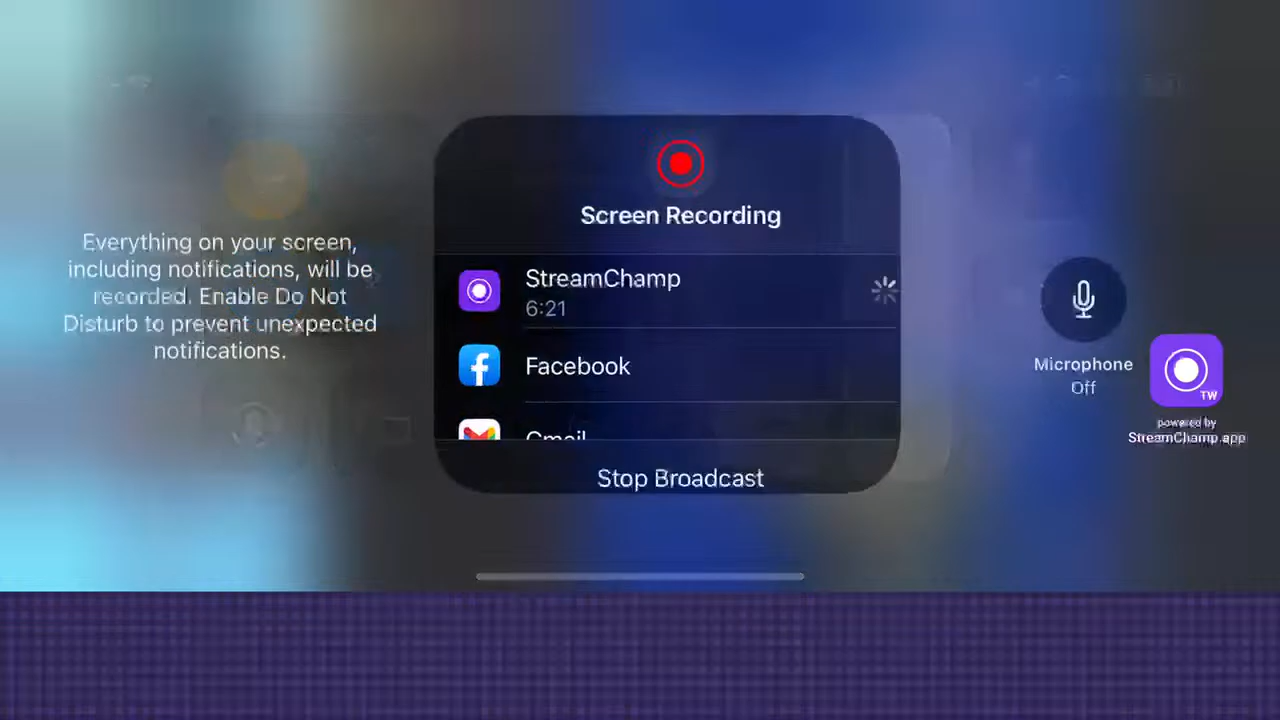 Everything on your screen,
including notifications, will be
recorded. Enable Do Not
Disturb to prevent unexpected
notifications.
Screen Recording
StreamChamp
6:21
Facebook
Gmail
Stop Broadcast
Microphone
Off
TW
powered by
StreamChamp.app